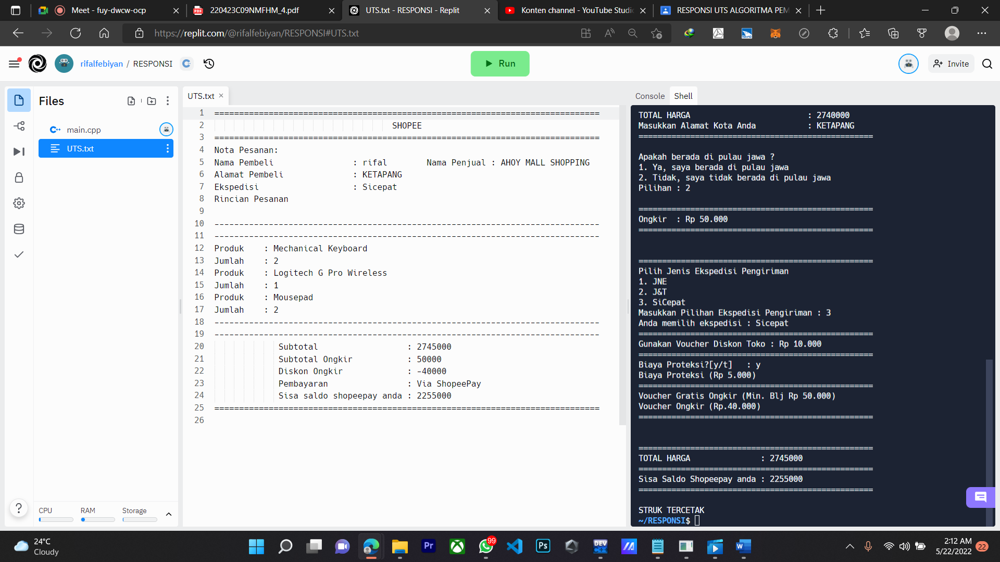 Meet - fuy-dwcw-ocp
220423C09NMFHM_4.pdf
UTS.txt - RESPONSI - Replit
Konten channel - YouTube Studi
RESPONSI UTS ALGORITMA PEM
https://replit.com/@rifalfebiyan/RESPONSI#UTS.txt
rifalfebiyan / RESPONSI
Run
Invite
Files
main.cpp
UTS.txt
UTS.txt
1 ==============================================================================
2 SHOPEE
3 ==============================================================================
4 Nota Pesanan:
5 Nama Pembeli : rifal Nama Penjual : AHOY MALL SHOPPING
6 Alamat Pembeli : KETAPANG
7 Ekspedisi : Sicepat
8 Rincian Pesanan
9
10 ------------------------------------------------------------------------------
11 ------------------------------------------------------------------------------
12 Produk : Mechanical Keyboard
13 Jumlah : 2
14 Produk : Logitech G Pro Wireless
15 Jumlah : 1
16 Produk : Mousepad
17 Jumlah : 2
18 ------------------------------------------------------------------------------
19 ------------------------------------------------------------------------------
20 Subtotal : 2745000
21 Subtotal Ongkir : 50000
22 Diskon Ongkir : -40000
23 Pembayaran : Via ShopeePay
24 Sisa saldo shopeepay anda : 2255000
25 ==============================================================================
26
Console
Shell
TOTAL HARGA : 2740000
Masukkan Alamat Kota Anda : KETAPANG
==================================================
Apakah berada di pulau jawa ?
1. Ya, saya berada di pulau jawa
2. Tidak, saya tidak berada di pulau jawa
Pilihan : 2
==================================================
Ongkir : Rp 50.000
==================================================
==================================================
Pilih Jenis Ekspedisi Pengiriman
1. JNE
2. J&T
3. SiCepat
Masukkan Pilihan Ekspedisi Pengiriman : 3
Anda memilih ekspedisi : Sicepat
==================================================
Gunakan Voucher Diskon Toko : Rp 10.000
==================================================
Biaya Proteksi?[y/t] : y
Biaya Proteksi (Rp 5.000)
==================================================
Voucher Gratis Ongkir (Min. Blj Rp 50.000)
Voucher Ongkir (Rp.40.000)
==================================================
==================================================
TOTAL HARGA : 2745000
==================================================
Sisa Saldo Shopeepay anda : 2255000
==================================================
STRUK TERCETAK
~/RESPONSI$
CPU
RAM
Storage
?
24°C
Cloudy
Pr
99
Ps
DEV
W
2:12 AM
5/22/2022
22